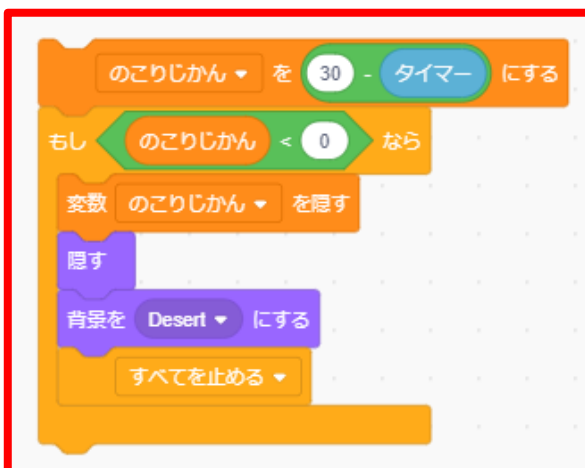 のこりじかん を 30 - タイマー にする
もし のこりじかん < 0 なら
変数 のこりじかん を隠す
隠す
背景を Desert にする
すべてを止める